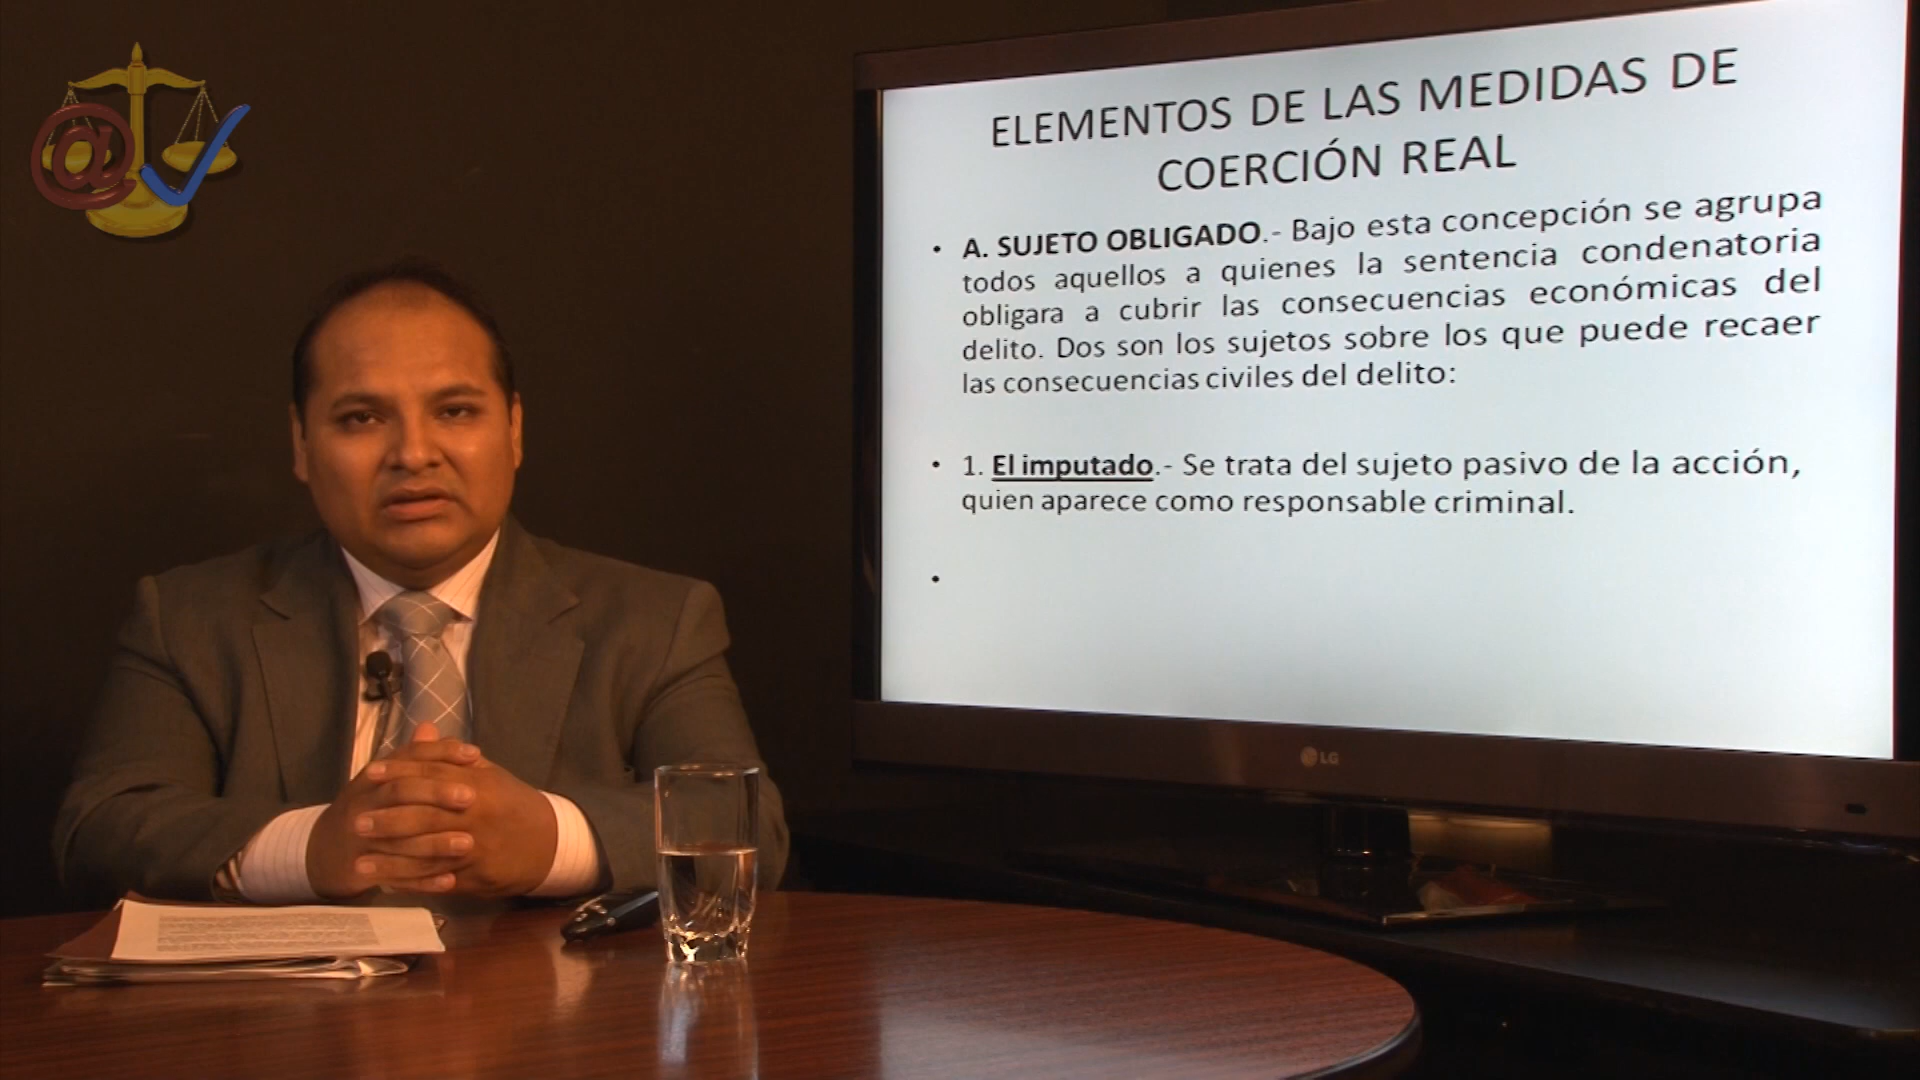 ELEMENTOS DE LAS MEDIDAS DE
COERCIÓN REAL
• A. SUJETO OBLIGADO.- Bajo esta concepción se agrupa
todos aquellos a quienes la sentencia condenatoria
obligara a cubrir las consecuencias económicas del
delito. Dos son los sujetos sobre los que puede recaer
las consecuencias civiles del delito:
• 1. El imputado.- Se trata del sujeto pasivo de la acción,
quien aparece como responsable criminal.
•
LG
@